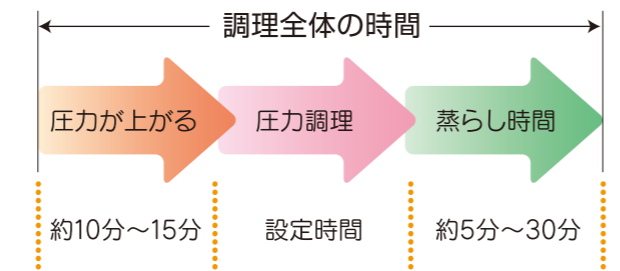 調理全体の時間
圧力が上がる
圧力調理
蒸らし時間
約10分～15分
設定時間
約5分～30分